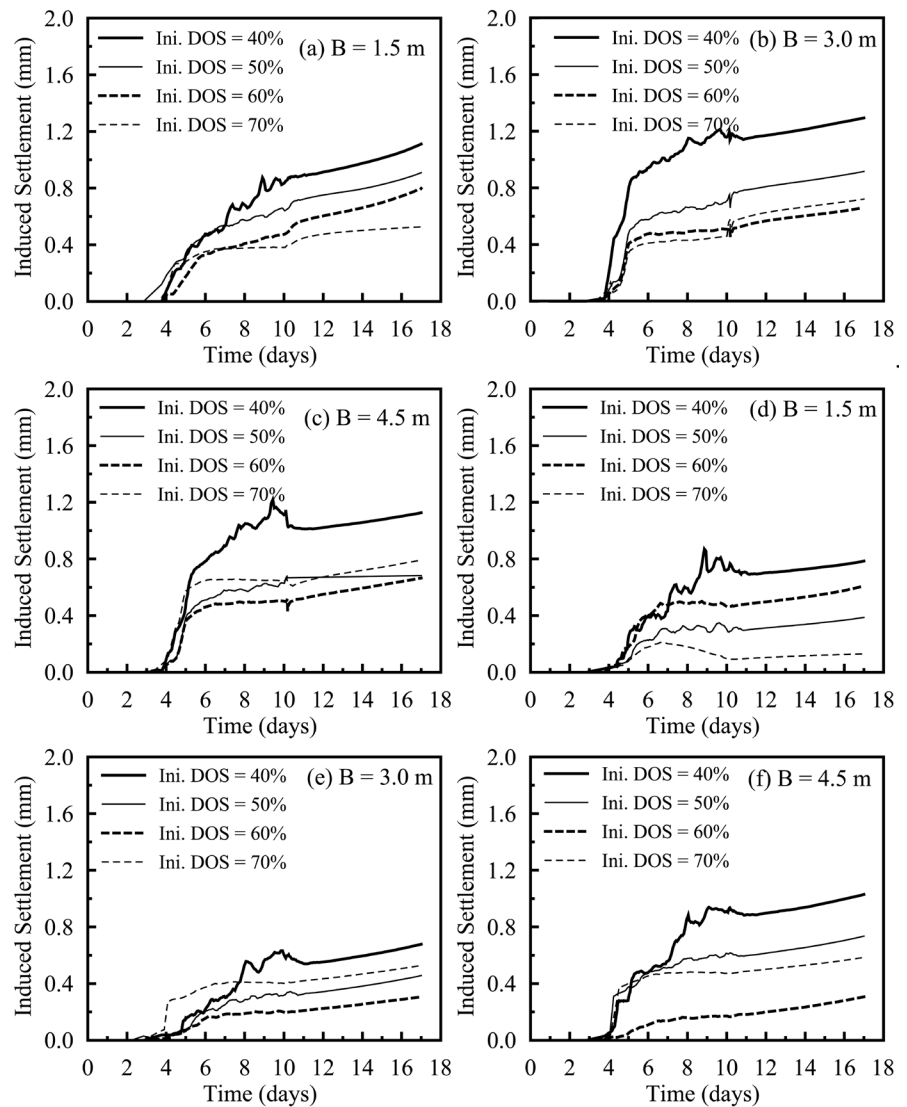 (a) B = 1.5 m
Ini. DOS = 40%
Ini. DOS = 50%
Ini. DOS = 60%
Ini. DOS = 70%
Induced Settlement (mm)
2.0
1.6
1.2
0.8
0.4
0.0
0 2 4 6 8 10 12 14 16 18
Time (days)
(b) B = 3.0 m
Ini. DOS = 40%
Ini. DOS = 50%
Ini. DOS = 60%
Ini. DOS = 70%
Induced Settlement (mm)
2.0
1.6
1.2
0.8
0.4
0.0
0 2 4 6 8 10 12 14 16 18
Time (days)
(c) B = 4.5 m
Ini. DOS = 40%
Ini. DOS = 50%
Ini. DOS = 60%
Ini. DOS = 70%
Induced Settlement (mm)
2.0
1.6
1.2
0.8
0.4
0.0
0 2 4 6 8 10 12 14 16 18
Time (days)
(d) B = 1.5 m
Ini. DOS = 40%
Ini. DOS = 50%
Ini. DOS = 60%
Ini. DOS = 70%
Induced Settlement (mm)
2.0
1.6
1.2
0.8
0.4
0.0
0 2 4 6 8 10 12 14 16 18
Time (days)
(e) B = 3.0 m
Ini. DOS = 40%
Ini. DOS = 50%
Ini. DOS = 60%
Ini. DOS = 70%
Induced Settlement (mm)
2.0
1.6
1.2
0.8
0.4
0.0
0 2 4 6 8 10 12 14 16 18
Time (days)
(f) B = 4.5 m
Ini. DOS = 40%
Ini. DOS = 50%
Ini. DOS = 60%
Ini. DOS = 70%
Induced Settlement (mm)
2.0
1.6
1.2
0.8
0.4
0.0
0 2 4 6 8 10 12 14 16 18
Time (days)